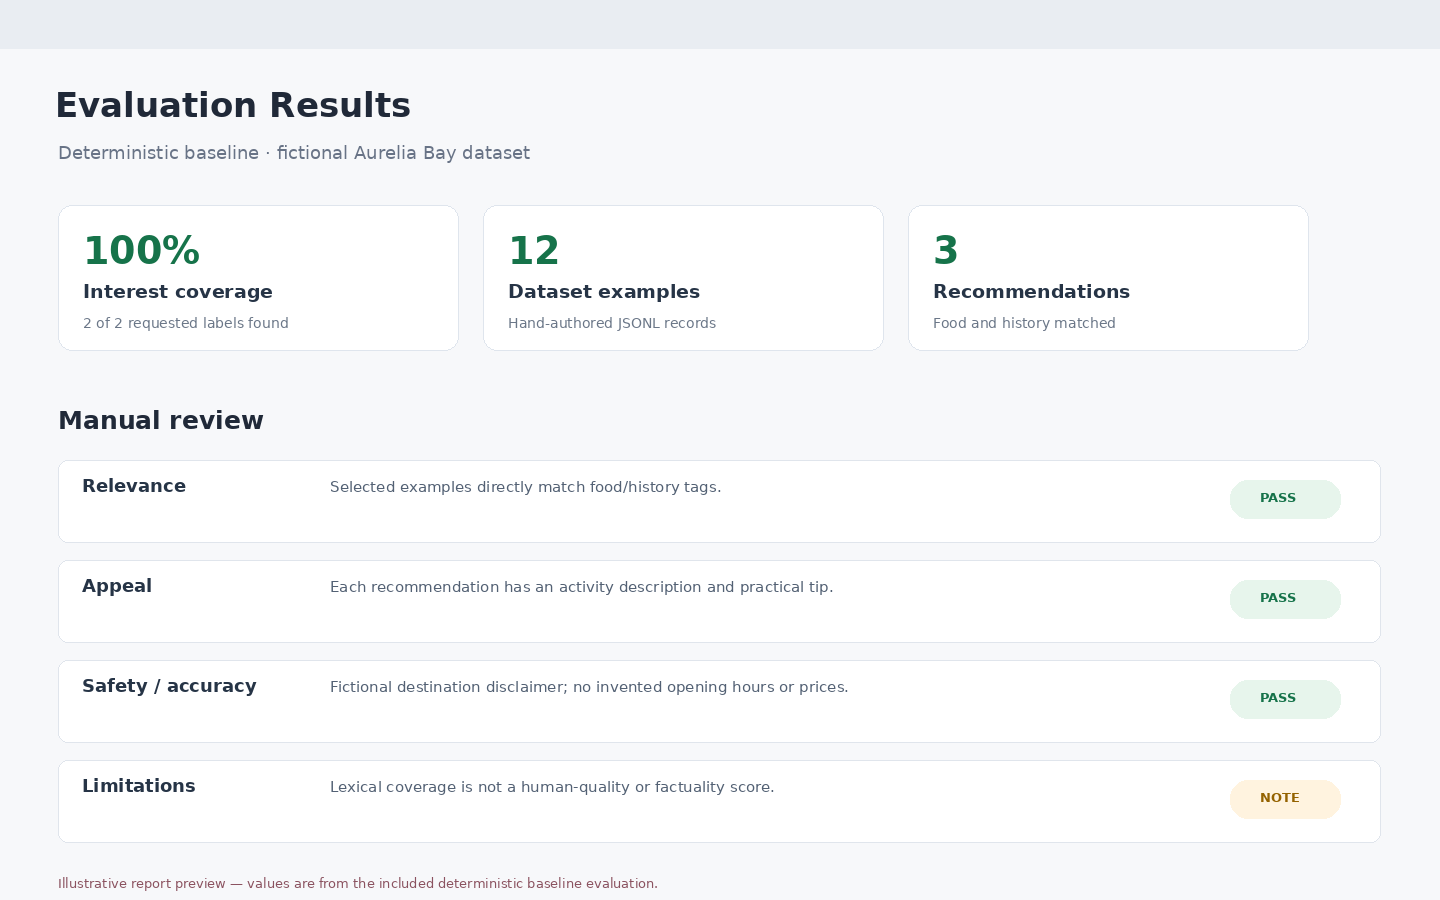 Evaluation Results
Deterministic baseline · fictional Aurelia Bay dataset
100%
Interest coverage
2 of 2 requested labels found
12
Dataset examples
Hand-authored JSONL records
3
Recommendations
Food and history matched
Manual review
Relevance
Selected examples directly match food/history tags.
PASS
Appeal
Each recommendation has an activity description and practical tip.
PASS
Safety / accuracy
Fictional destination disclaimer; no invented opening hours or prices.
PASS
Limitations
Lexical coverage is not a human-quality or factuality score.
NOTE
Illustrative report preview — values are from the included deterministic baseline evaluation.